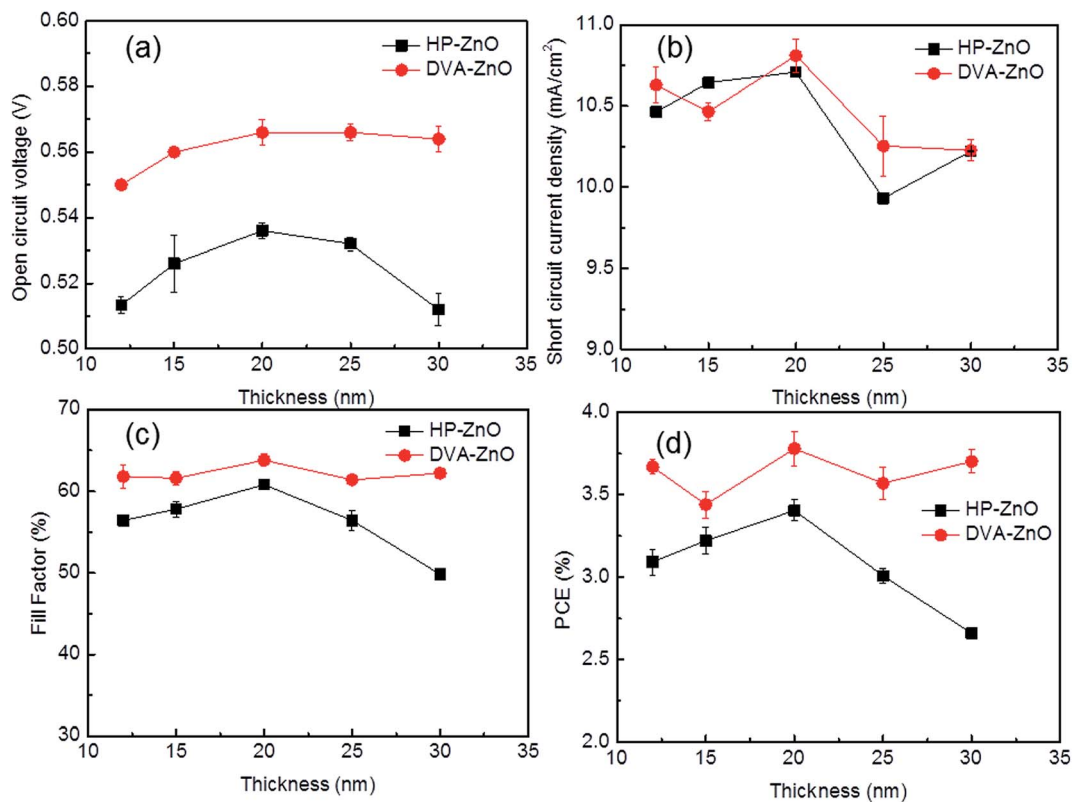 (a)
HP-ZnO
DVA-ZnO
Open circuit voltage (V)
0.60
0.58
0.56
0.54
0.52
0.50
10 15 20 25 30 35
Thickness (nm)
(b)
HP-ZnO
DVA-ZnO
Short circuit current density (mA/cm²)
11.0
10.5
10.0
9.5
9.0
10 15 20 25 30 35
Thickness (nm)
(c)
HP-ZnO
DVA-ZnO
Fill Factor (%)
70
60
50
40
30
10 15 20 25 30 35
Thickness (nm)
(d)
HP-ZnO
DVA-ZnO
PCE (%)
4.0
3.5
3.0
2.5
2.0
10 15 20 25 30 35
Thickness (nm)